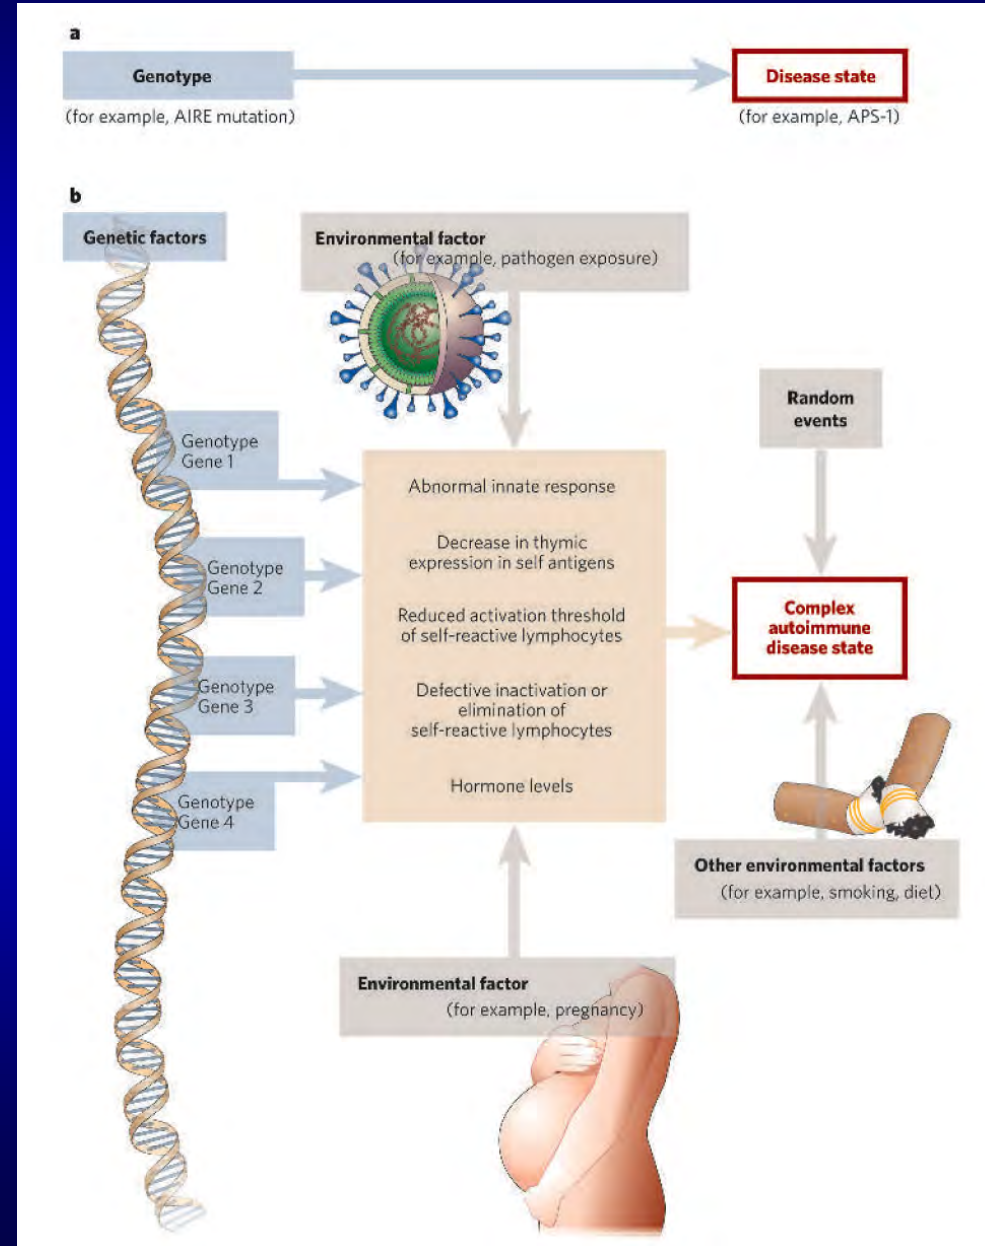 a
Genotype
Disease state
(for example, AIRE mutation)
(for example, APS-1)
b
Genetic factors
Environmental factor
(for example, pathogen exposure)
Random
events
Genotype
Gene 1
Genotype
Gene 2
Genotype
Gene 3
Genotype
Gene 4
Abnormal innate response
Decrease in thymic
expression in self antigens
Reduced activation threshold
of self-reactive lymphocytes
Defective inactivation or
elimination of
self-reactive lymphocytes
Hormone levels
Complex
autoimmune
disease state
Other environmental factors
(for example, smoking, diet)
Environmental factor
(for example, pregnancy)